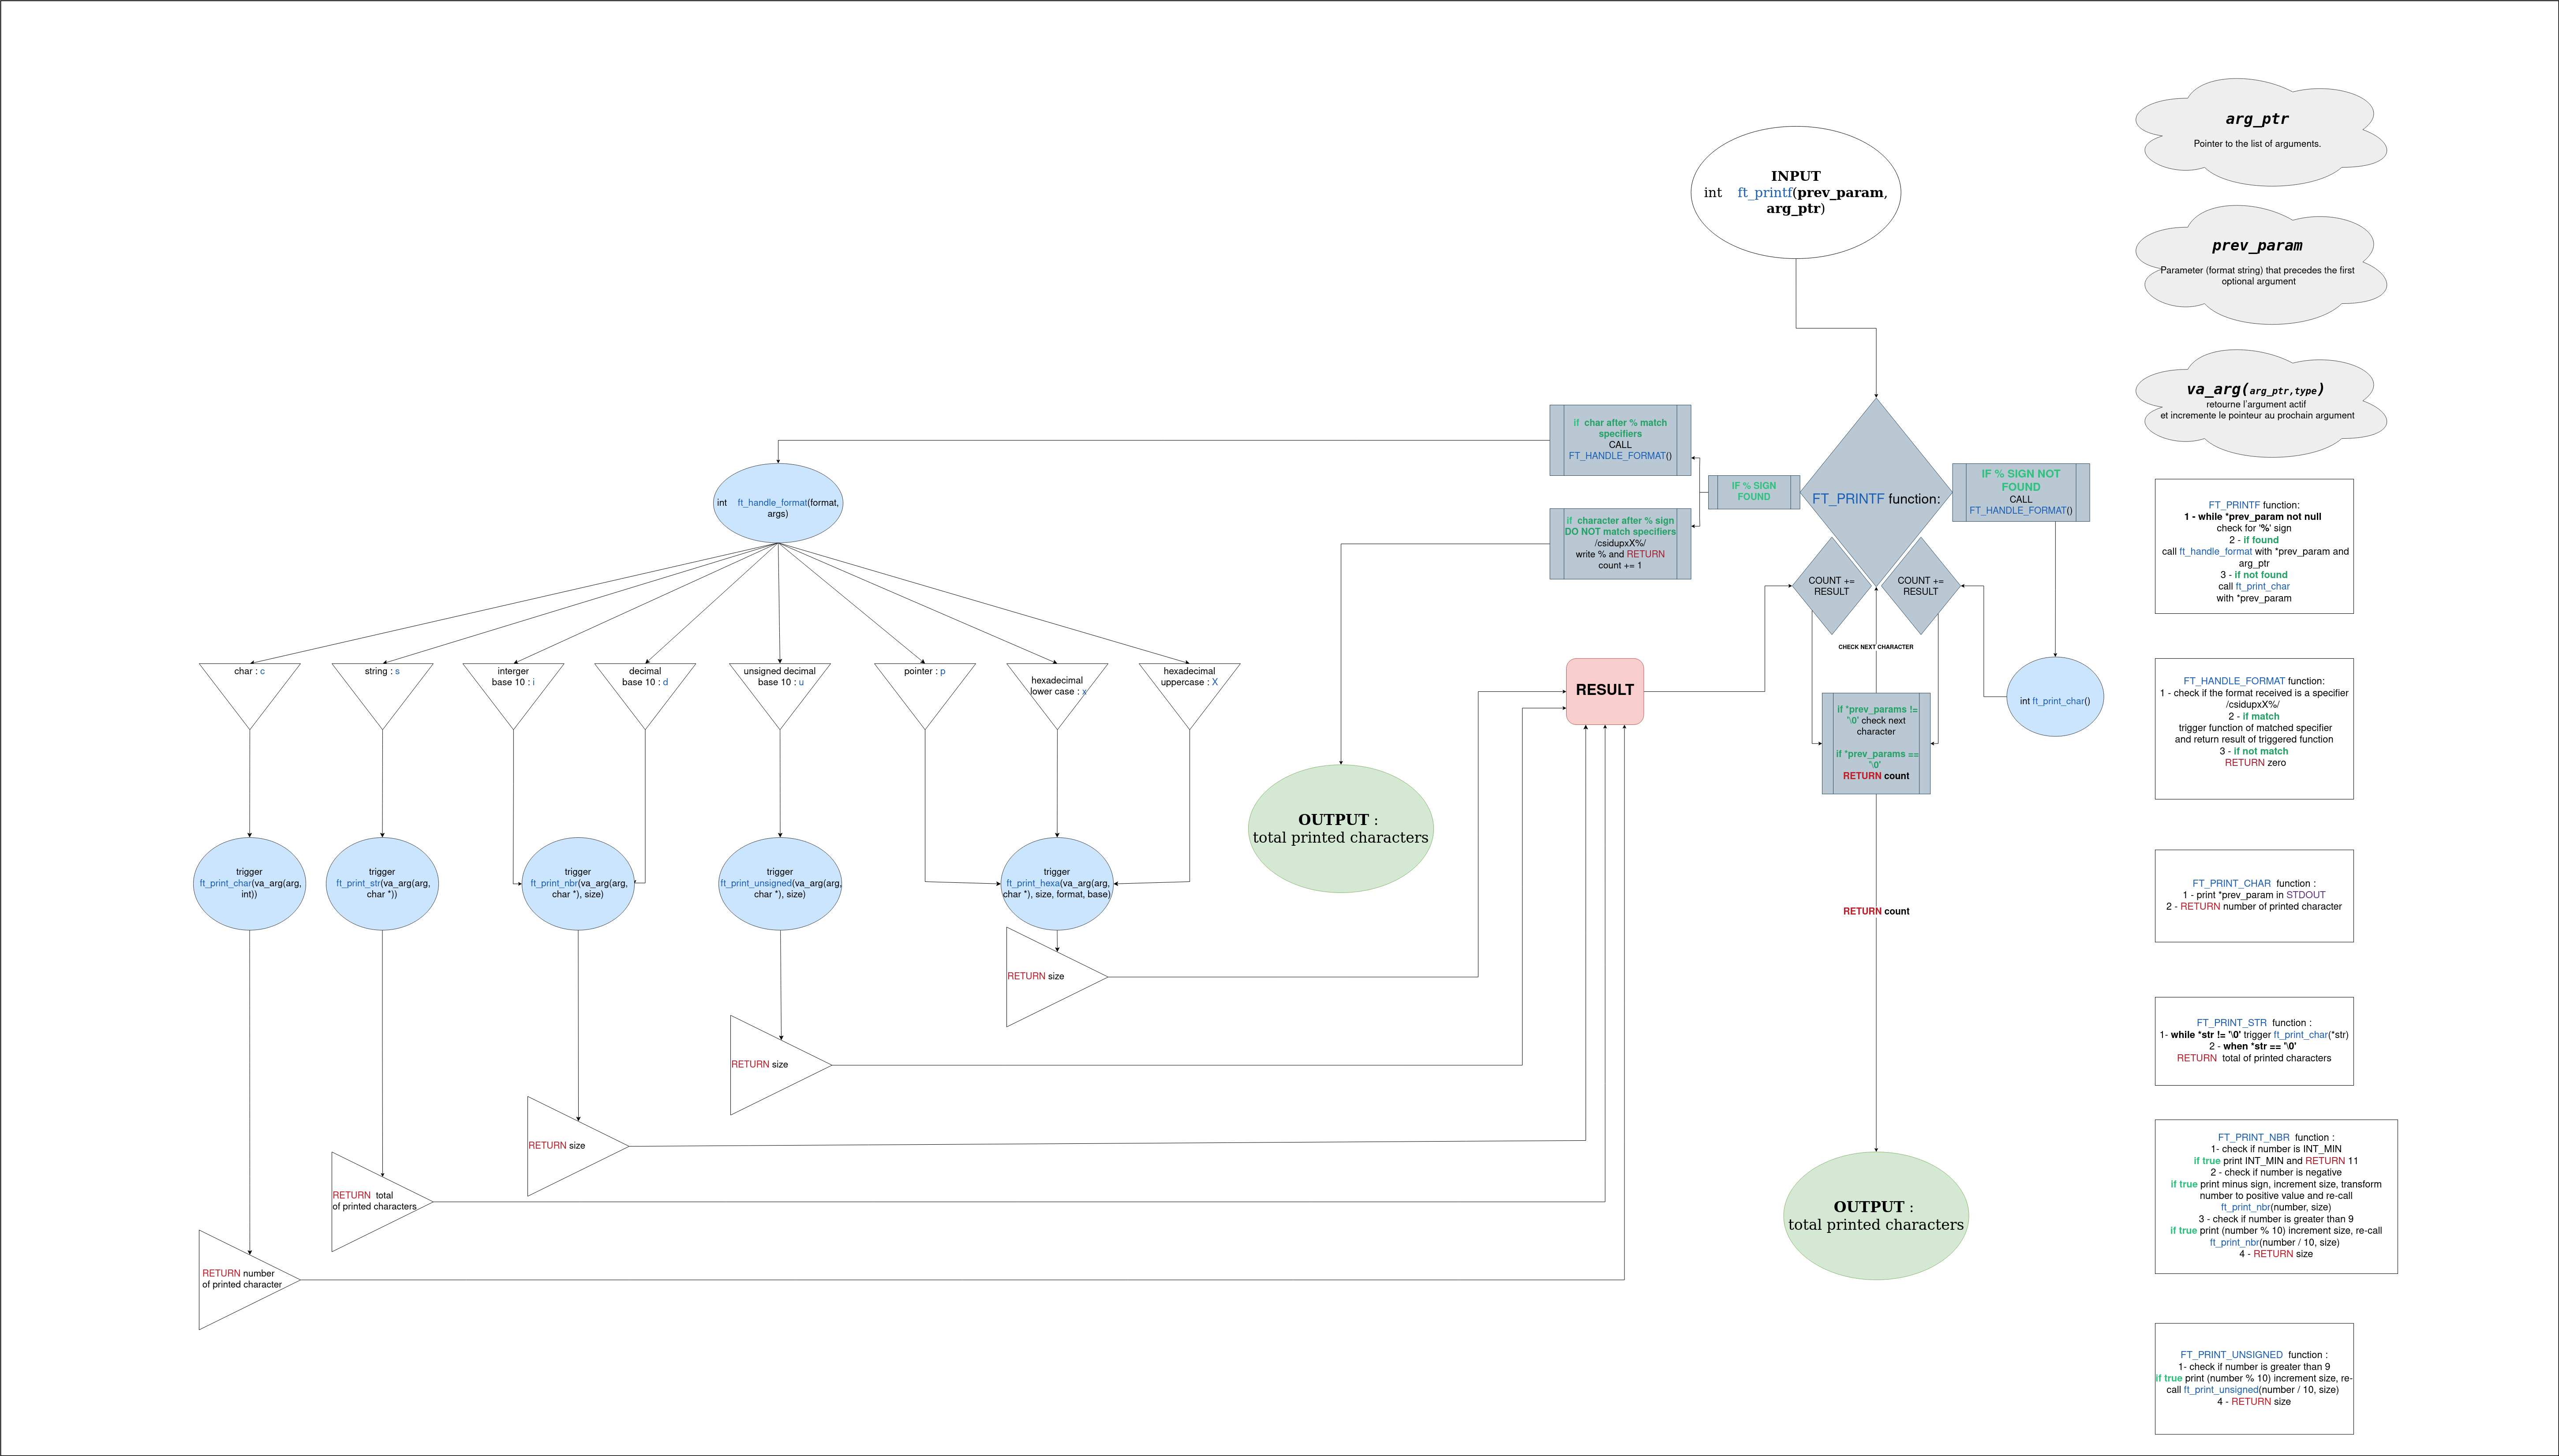 INPUT
int ft_printf(prev_param,
arg_ptr)
arg_ptr
Pointer to the list of arguments.
prev_param
Parameter (format string) that precedes the first
optional argument
va_arg(arg_ptr,type)
retourne l'argument actif
et incremente le pointeur au prochain argument
if char after % match
specifiers
CALL
FT_HANDLE_FORMAT()
IF % SIGN
FOUND
if character after % sign
DO NOT match specifiers
/csidupxX%/
write % and RETURN
count += 1
FT_PRINTF function:
IF % SIGN NOT
FOUND
CALL
FT_HANDLE_FORMAT()
COUNT +=
RESULT
COUNT +=
RESULT
CHECK NEXT CHARACTER
int ft_print_char()
if *prev_params !=
'\0' check next
character
if *prev_params ==
'\0'
RETURN count
RETURN count
OUTPUT :
total printed characters
RESULT
OUTPUT :
total printed characters
int ft_handle_format(format,
args)
char : c
string : s
interger
base 10 : i
decimal
base 10 : d
unsigned decimal
base 10 : u
pointer : p
hexadecimal
lower case : x
hexadecimal
uppercase : X
trigger
ft_print_char(va_arg(arg,
int))
trigger
ft_print_str(va_arg(arg,
char *))
trigger
ft_print_nbr(va_arg(arg,
char *), size)
trigger
ft_print_unsigned(va_arg(arg,
char *), size)
trigger
ft_print_hexa(va_arg(arg,
char *), size, format, base)
RETURN size
RETURN size
RETURN size
RETURN total
of printed characters
RETURN number
of printed character
FT_PRINTF function:
1 - while *prev_param not null
check for '%' sign
2 - if found
call ft_handle_format with *prev_param and
arg_ptr
3 - if not found
call ft_print_char
with *prev_param
FT_HANDLE_FORMAT function:
1 - check if the format received is a specifier
/csidupxX%/
2 - if match
trigger function of matched specifier
and return result of triggered function
3 - if not match
RETURN zero
FT_PRINT_CHAR function :
1 - print *prev_param in STDOUT
2 - RETURN number of printed character
FT_PRINT_STR function :
1- while *str != '\0' trigger ft_print_char(*str)
2 - when *str == '\0'
RETURN total of printed characters
FT_PRINT_NBR function :
1- check if number is INT_MIN
if true print INT_MIN and RETURN 11
2 - check if number is negative
if true print minus sign, increment size, transform
number to positive value and re-call
ft_print_nbr(number, size)
3 - check if number is greater than 9
if true print (number % 10) increment size, re-call
ft_print_nbr(number / 10, size)
4 - RETURN size
FT_PRINT_UNSIGNED function :
1- check if number is greater than 9
if true print (number % 10) increment size, re-
call ft_print_unsigned(number / 10, size)
4 - RETURN size